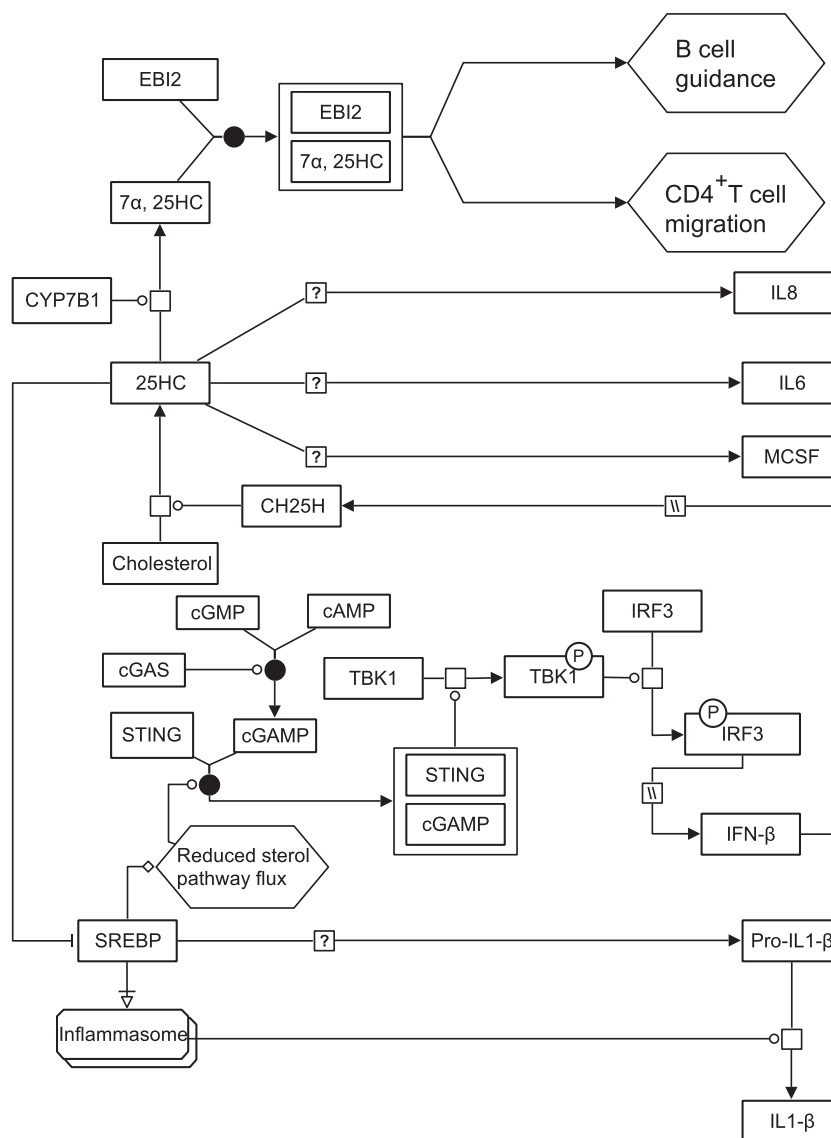 B cell
guidance
EBI2
EBI2
7α, 25HC
CD4+T cell
migration
7α, 25HC
CYP7B1
?
IL8
25HC
?
IL6
?
MCSF
CH25H
\\
Cholesterol
cGMP
cAMP
IRF3
cGAS
TBK1
P
TBK1
P
IRF3
STING
cGAMP
STING
cGAMP
\\
IFN-β
Reduced sterol
pathway flux
SREBP
?
Pro-IL1-β
Inflammasome
IL1-β